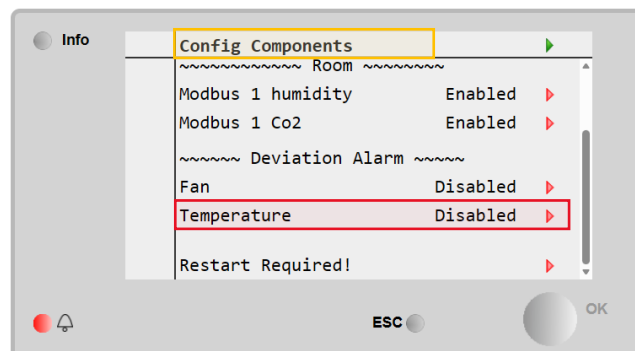 Info
Config Components
~~~~~~~~~~~~ Room ~~~~~~~~
Modbus 1 humidity Enabled
Modbus 1 Co2 Enabled
~~~~~~ Deviation Alarm ~~~~~
Fan Disabled
Temperature Disabled
Restart Required!
ESC
OK